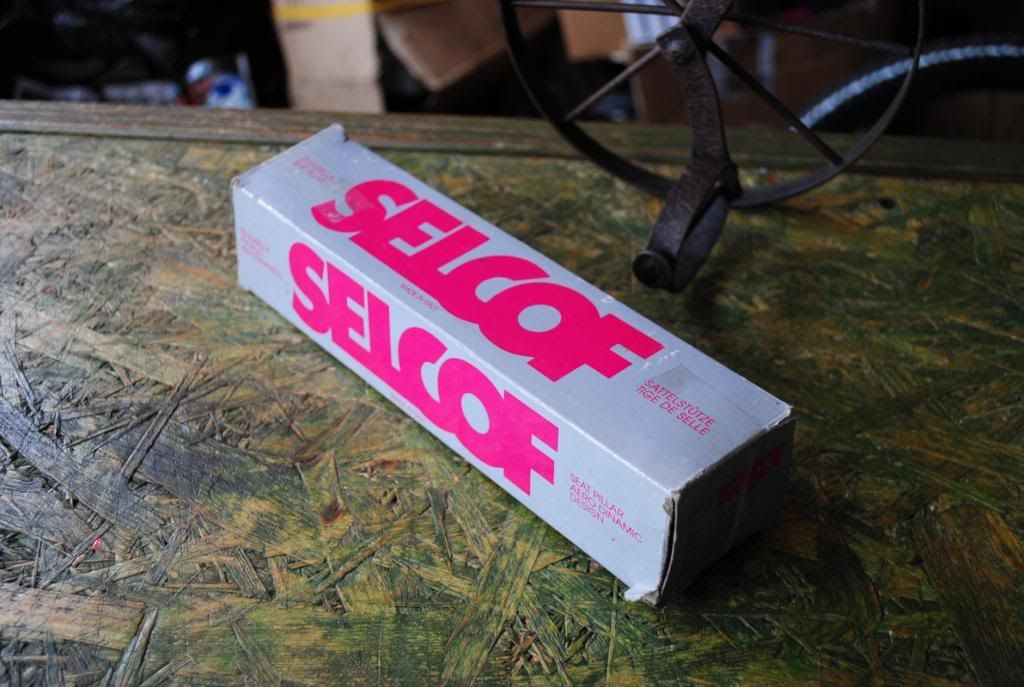 SELCOF
MADE IN ITALY
SATTELSTÜTZE
TIGE DE SELLE
SELCOF
SEAT PILLAR
AERO DINAMIC
DESIGN